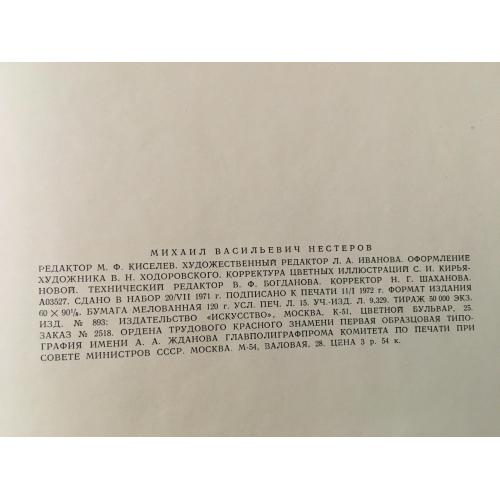 МИХАИЛ ВАСИЛЬЕВИЧ НЕСТЕРОВ
РЕДАКТОР М. Ф. КИСЕЛЕВ. ХУДОЖЕСТВЕННЫЙ РЕДАКТОР Л. А. ИВАНОВА. ОФОРМЛЕНИЕ
ХУДОЖНИКА В. Н. ХОДОРОВСКОГО. КОРРЕКТУРА ЦВЕТНЫХ ИЛЛЮСТРАЦИЙ С. И. КИРЬЯ-
НОВОЙ. ТЕХНИЧЕСКИЙ РЕДАКТОР В. Ф. БОГДАНОВА. КОРРЕКТОР Н. Г. ШАХАНОВА.
А03527. СДАНО В НАБОР 20/VII 1971 г. ПОДПИСАНО К ПЕЧАТИ 11/I 1972 г. ФОРМАТ ИЗДАНИЯ
60 × 90⅛. БУМАГА МЕЛОВАННАЯ 120 г. УСЛ. ПЕЧ. Л. 15. УЧ.-ИЗД. Л. 9,329. ТИРАЖ 50 000 ЭКЗ.
ИЗД. № 893: ИЗДАТЕЛЬСТВО «ИСКУССТВО», МОСКВА, К-51, ЦВЕТНОЙ БУЛЬВАР, 25.
ЗАКАЗ № 2518. ОРДЕНА ТРУДОВОГО КРАСНОГО ЗНАМЕНИ ПЕРВАЯ ОБРАЗЦОВАЯ ТИПО-
ГРАФИЯ ИМЕНИ А. А. ЖДАНОВА ГЛАВПОЛИГРАФПРОМА КОМИТЕТА ПО ПЕЧАТИ ПРИ
СОВЕТЕ МИНИСТРОВ СССР. МОСКВА. М-54, ВАЛОВАЯ, 28. ЦЕНА 3 р. 54 к.